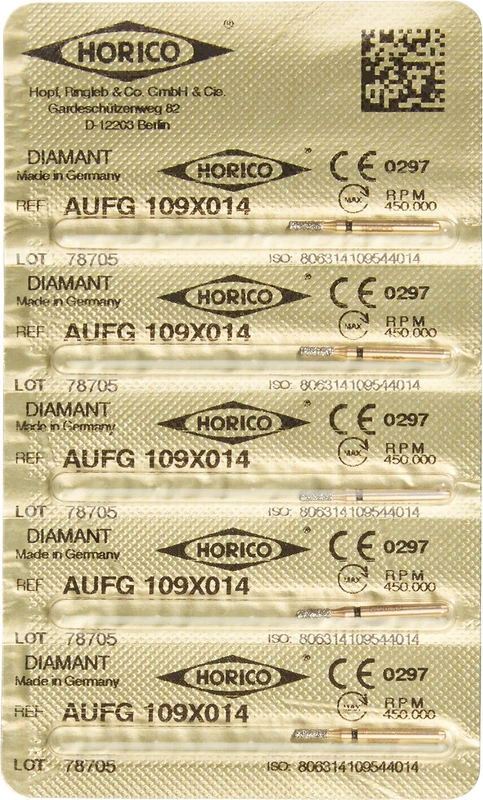 HORICO ®
Hopf, Ringleb & Co. GmbH & Cie.
Gardeschützenweg 82
D-12203 Berlin
DIAMANT HORICO ® CE 0297
Made in Germany
REF AUFG 109X014 MAX RPM 450.000
LOT 78705 ISO: 806314109544014
DIAMANT HORICO ® CE 0297
Made in Germany
REF AUFG 109X014 MAX RPM 450.000
LOT 78705 ISO: 806314109544014
DIAMANT HORICO ® CE 0297
Made in Germany
REF AUFG 109X014 MAX RPM 450.000
LOT 78705 ISO: 806314109544014
DIAMANT HORICO ® CE 0297
Made in Germany
REF AUFG 109X014 MAX RPM 450.000
LOT 78705 ISO: 806314109544014
DIAMANT HORICO ® CE 0297
Made in Germany
REF AUFG 109X014 MAX RPM 450.000
LOT 78705 ISO: 806314109544014